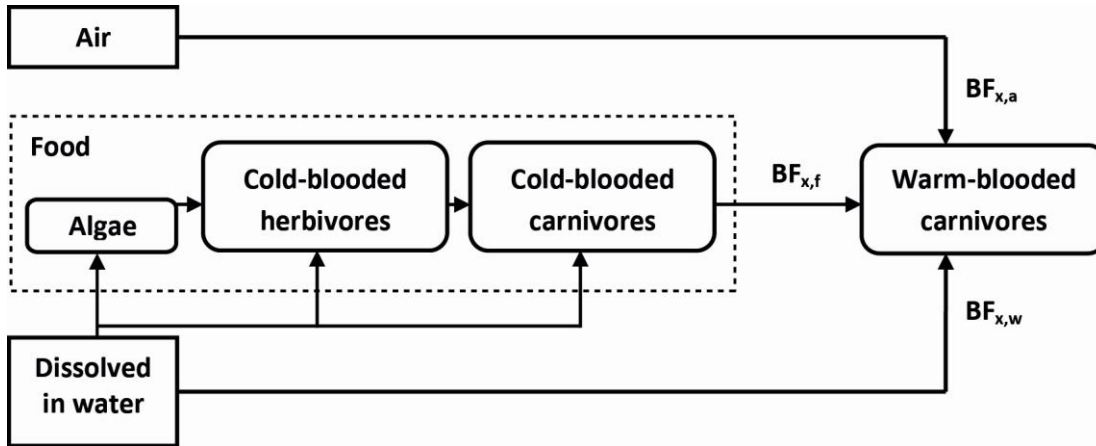 Air
BFx,a
Food
Cold-blooded
herbivores
Cold-blooded
carnivores
BFx,f
Warm-blooded
carnivores
Algae
BFx,w
Dissolved
in water